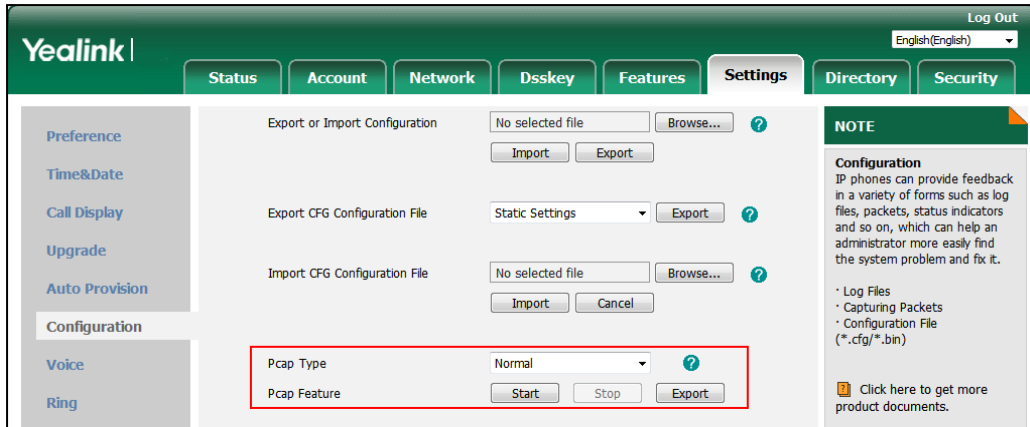 Log Out
Yealink
English(English)
Status Account Network Dsskey Features Settings Directory Security
Preference
Time&Date
Call Display
Upgrade
Auto Provision
Configuration
Voice
Ring
Export or Import Configuration No selected file Browse... ?
Import Export
Export CFG Configuration File Static Settings Export ?
Import CFG Configuration File No selected file Browse... ?
Import Cancel
Pcap Type Normal ?
Pcap Feature Start Stop Export
NOTE
Configuration
IP phones can provide feedback
in a variety of forms such as log
files, packets, status indicators
and so on, which can help an
administrator more easily find
the system problem and fix it.
· Log Files
· Capturing Packets
· Configuration File
(*.cfg/*.bin)
? Click here to get more
product documents.